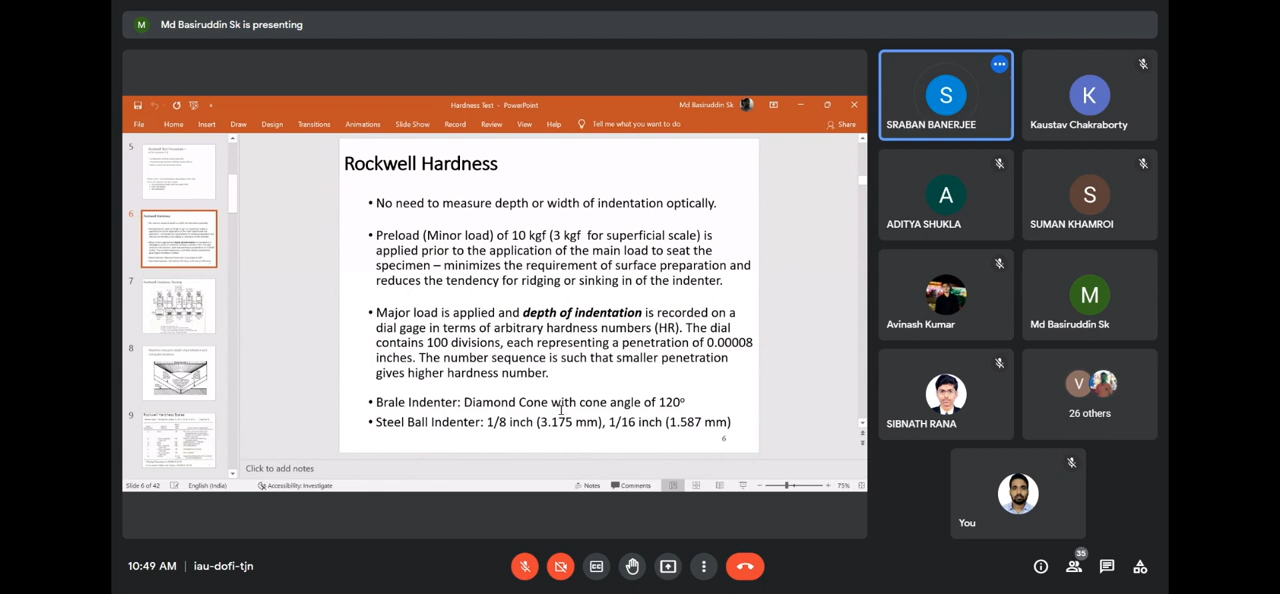 M
Md Basiruddin Sk is presenting
Hardness Test - PowerPoint
Md Basiruddin Sk
File Home Insert Draw Design Transitions Animations Slide Show Record Review View Help Tell me what you want to do
Share
5
6
7
8
9
Rockwell Hardness
• No need to measure depth or width of indentation optically.
• Preload (Minor load) of 10 kgf (3 kgf for superficial scale) is
applied prior to the application of the main load to seat the
specimen – minimizes the requirement of surface preparation and
reduces the tendency for ridging or sinking in of the indenter.
• Major load is applied and depth of indentation is recorded on a
dial gage in terms of arbitrary hardness numbers (HR). The dial
contains 100 divisions, each representing a penetration of 0.00008
inches. The number sequence is such that smaller penetration
gives higher hardness number.
• Brale Indenter: Diamond Cone with cone angle of 120°
• Steel Ball Indenter: 1/8 inch (3.175 mm), 1/16 inch (1.587 mm)
6
Click to add notes
Slide 6 of 42 English (India) Accessibility: Investigate
Notes Comments 75%
S
SRABAN BANERJEE
K
Kaustav Chakraborty
A
ADITYA SHUKLA
S
SUMAN KHAMROI
Avinash Kumar
M
Md Basiruddin Sk
SIBNATH RANA
V
26 others
You
10:49 AM | iau-dofi-tjn
CC
35